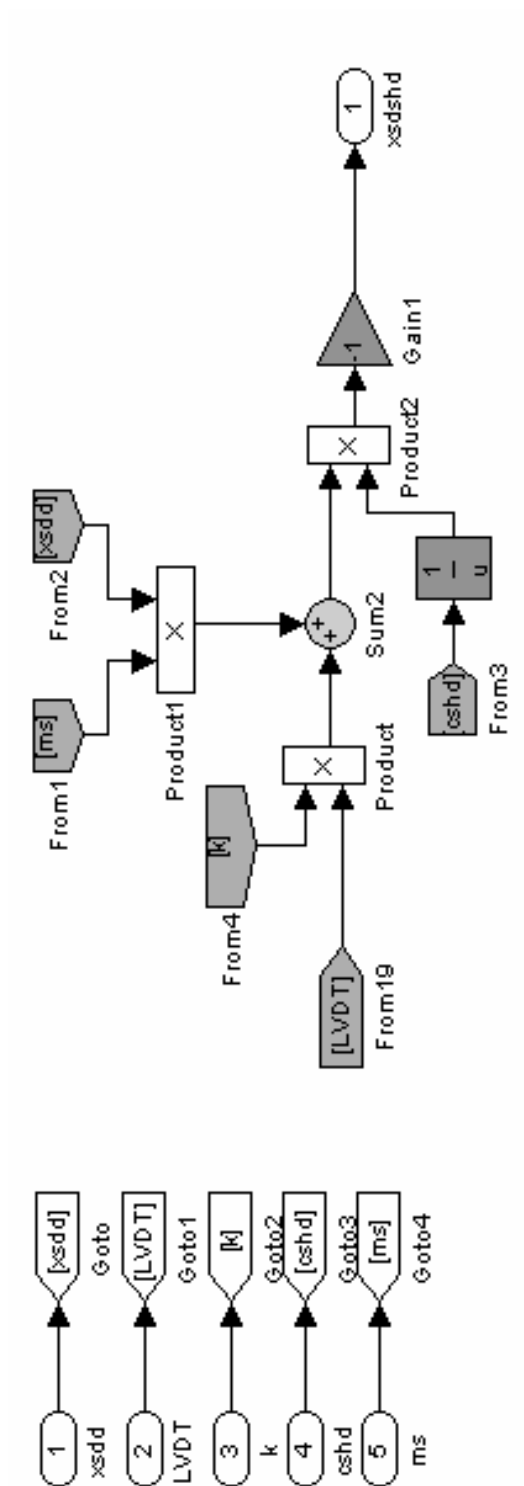 1
xsdd
[xsdd]
Goto
2
LVDT
[LVDT]
Goto1
3
k
[k]
Goto2
4
cshd
[cshd]
Goto3
5
ms
[ms]
Goto4
[ms]
From1
[xsdd]
From2
×
Product1
[k]
From4
[LVDT]
From19
×
Product
+
+
Sum2
[cshd]
From3
1
u
×
Product2
-1
Gain1
1
xsdshd